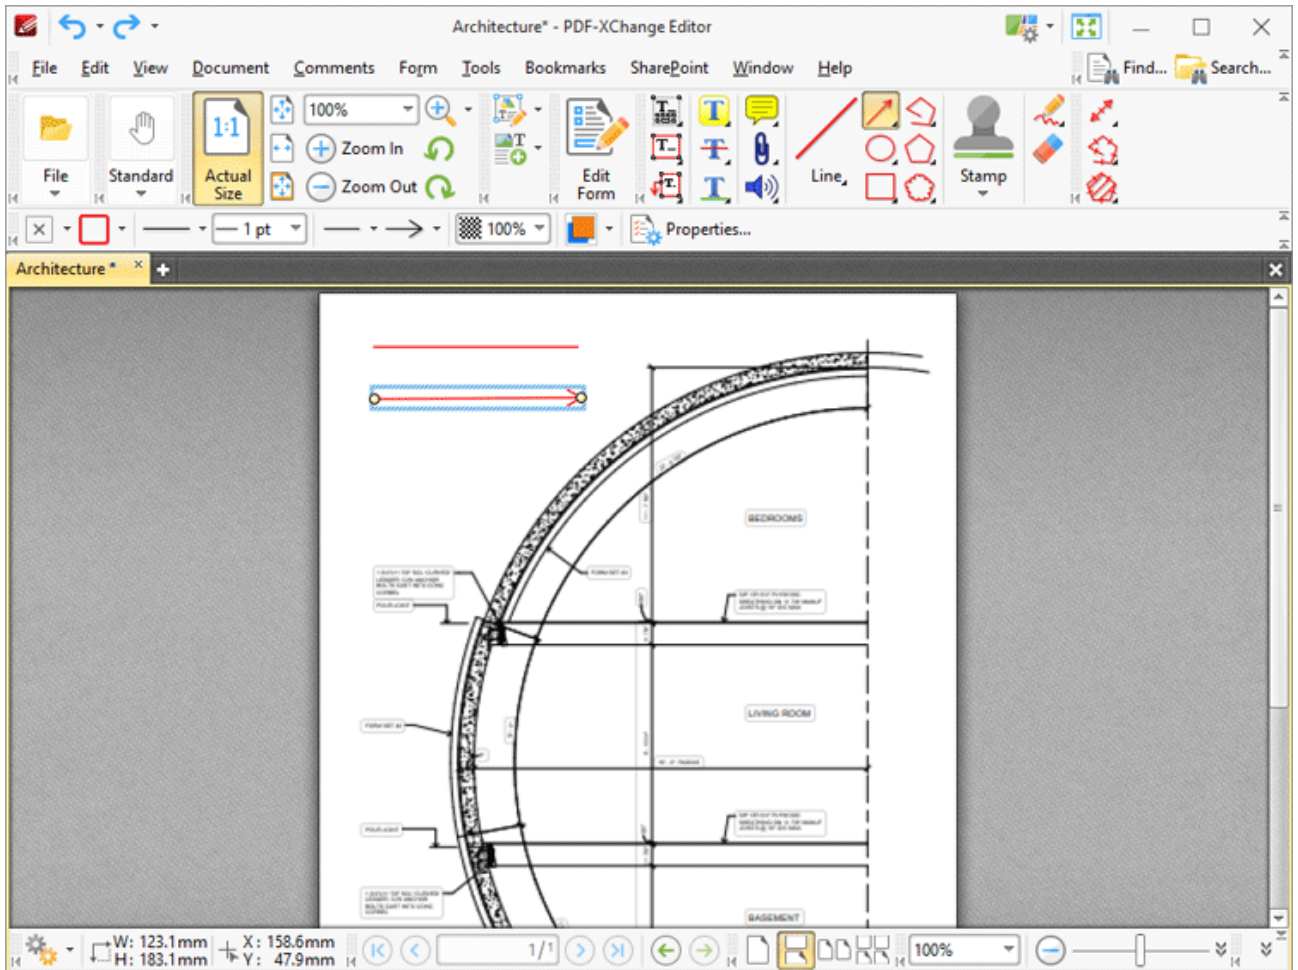 Architecture* - PDF-XChange Editor
File Edit View Document Comments Form Tools Bookmarks SharePoint Window Help
Find... Search...
100%
1:1
Zoom In
Zoom Out
File
Standard
Actual
Size
Edit
Form
Line
Stamp
1 pt
100%
Properties...
Architecture *
BEDROOMS
LIVING ROOM
BASEMENT
W: 123.1mm
H: 183.1mm
X: 158.6mm
Y: 47.9mm
1/1
100%